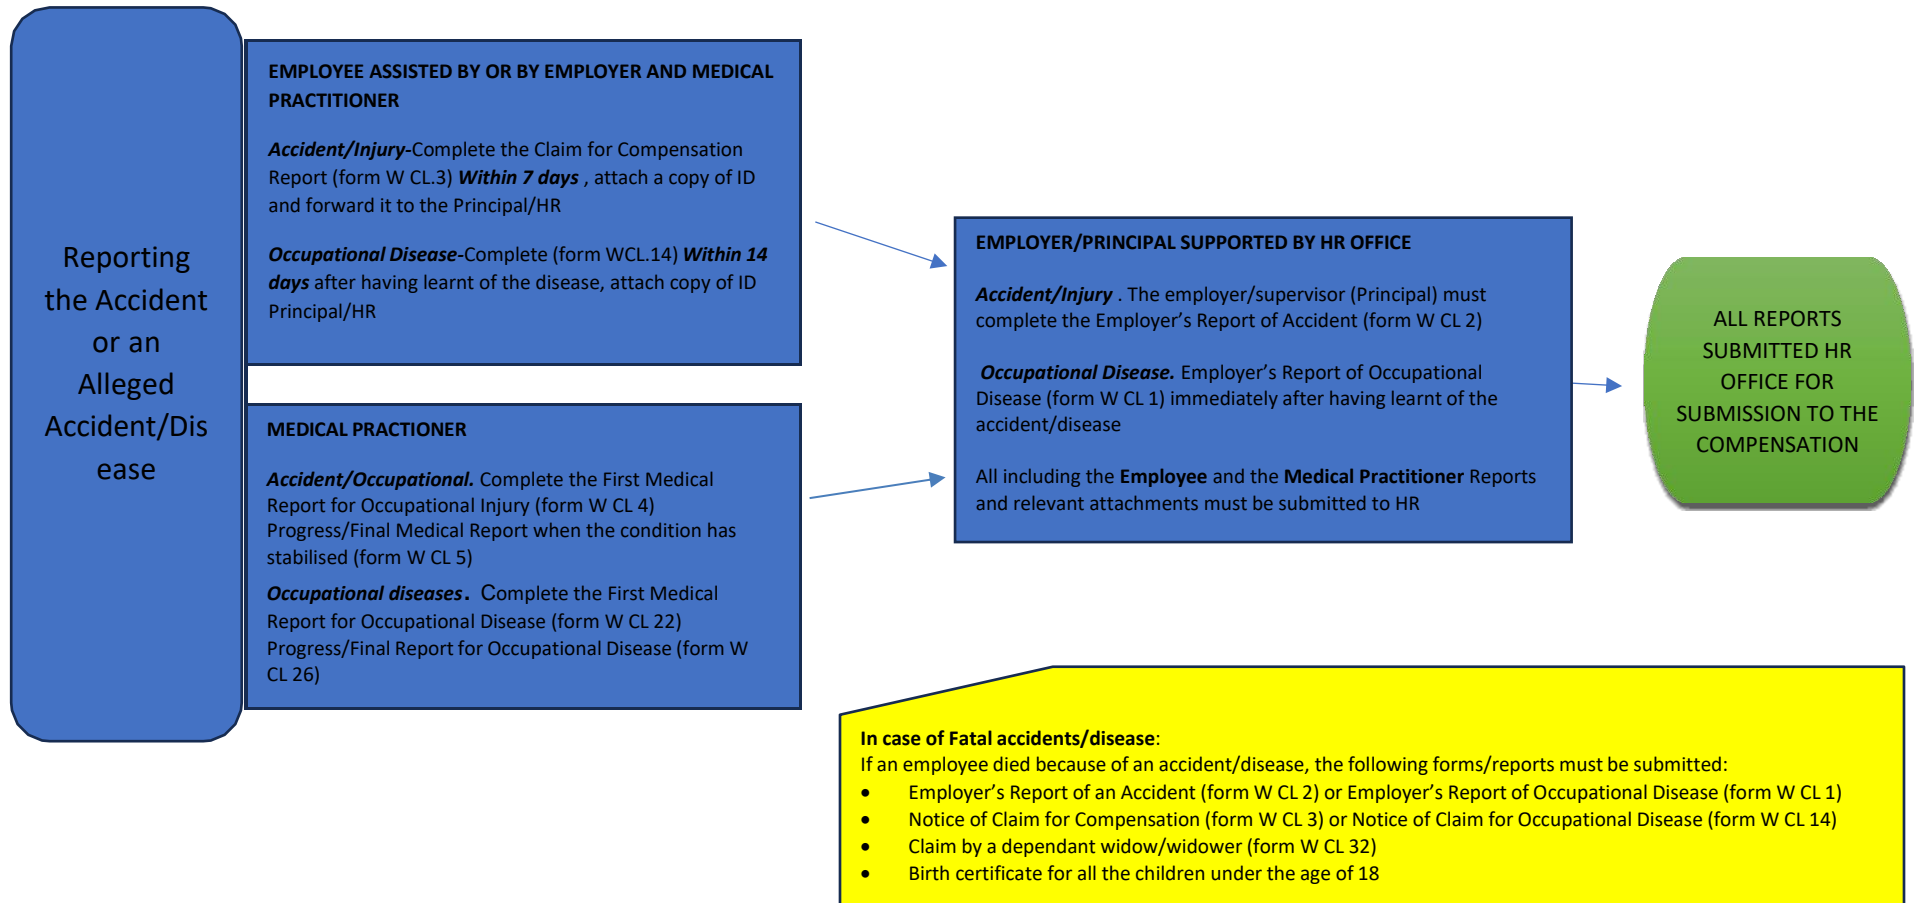 Reporting
the Accident
or an
Alleged
Accident/Dis
ease
EMPLOYEE ASSISTED BY OR BY EMPLOYER AND MEDICAL
PRACTITIONER
Accident/Injury-Complete the Claim for Compensation
Report (form W CL.3) Within 7 days , attach a copy of ID
and forward it to the Principal/HR
Occupational Disease-Complete (form WCL.14) Within 14
days after having learnt of the disease, attach copy of ID
Principal/HR
MEDICAL PRACTIONER
Accident/Occupational. Complete the First Medical
Report for Occupational Injury (form W CL 4)
Progress/Final Medical Report when the condition has
stabilised (form W CL 5)
Occupational diseases. Complete the First Medical
Report for Occupational Disease (form W CL 22)
Progress/Final Report for Occupational Disease (form W
CL 26)
EMPLOYER/PRINCIPAL SUPPORTED BY HR OFFICE
Accident/Injury . The employer/supervisor (Principal) must
complete the Employer’s Report of Accident (form W CL 2)
Occupational Disease. Employer’s Report of Occupational
Disease (form W CL 1) immediately after having learnt of the
accident/disease
All including the Employee and the Medical Practitioner Reports
and relevant attachments must be submitted to HR
ALL REPORTS
SUBMITTED HR
OFFICE FOR
SUBMISSION TO THE
COMPENSATION
In case of Fatal accidents/disease:
If an employee died because of an accident/disease, the following forms/reports must be submitted:
• Employer’s Report of an Accident (form W CL 2) or Employer’s Report of Occupational Disease (form W CL 1)
• Notice of Claim for Compensation (form W CL 3) or Notice of Claim for Occupational Disease (form W CL 14)
• Claim by a dependant widow/widower (form W CL 32)
• Birth certificate for all the children under the age of 18